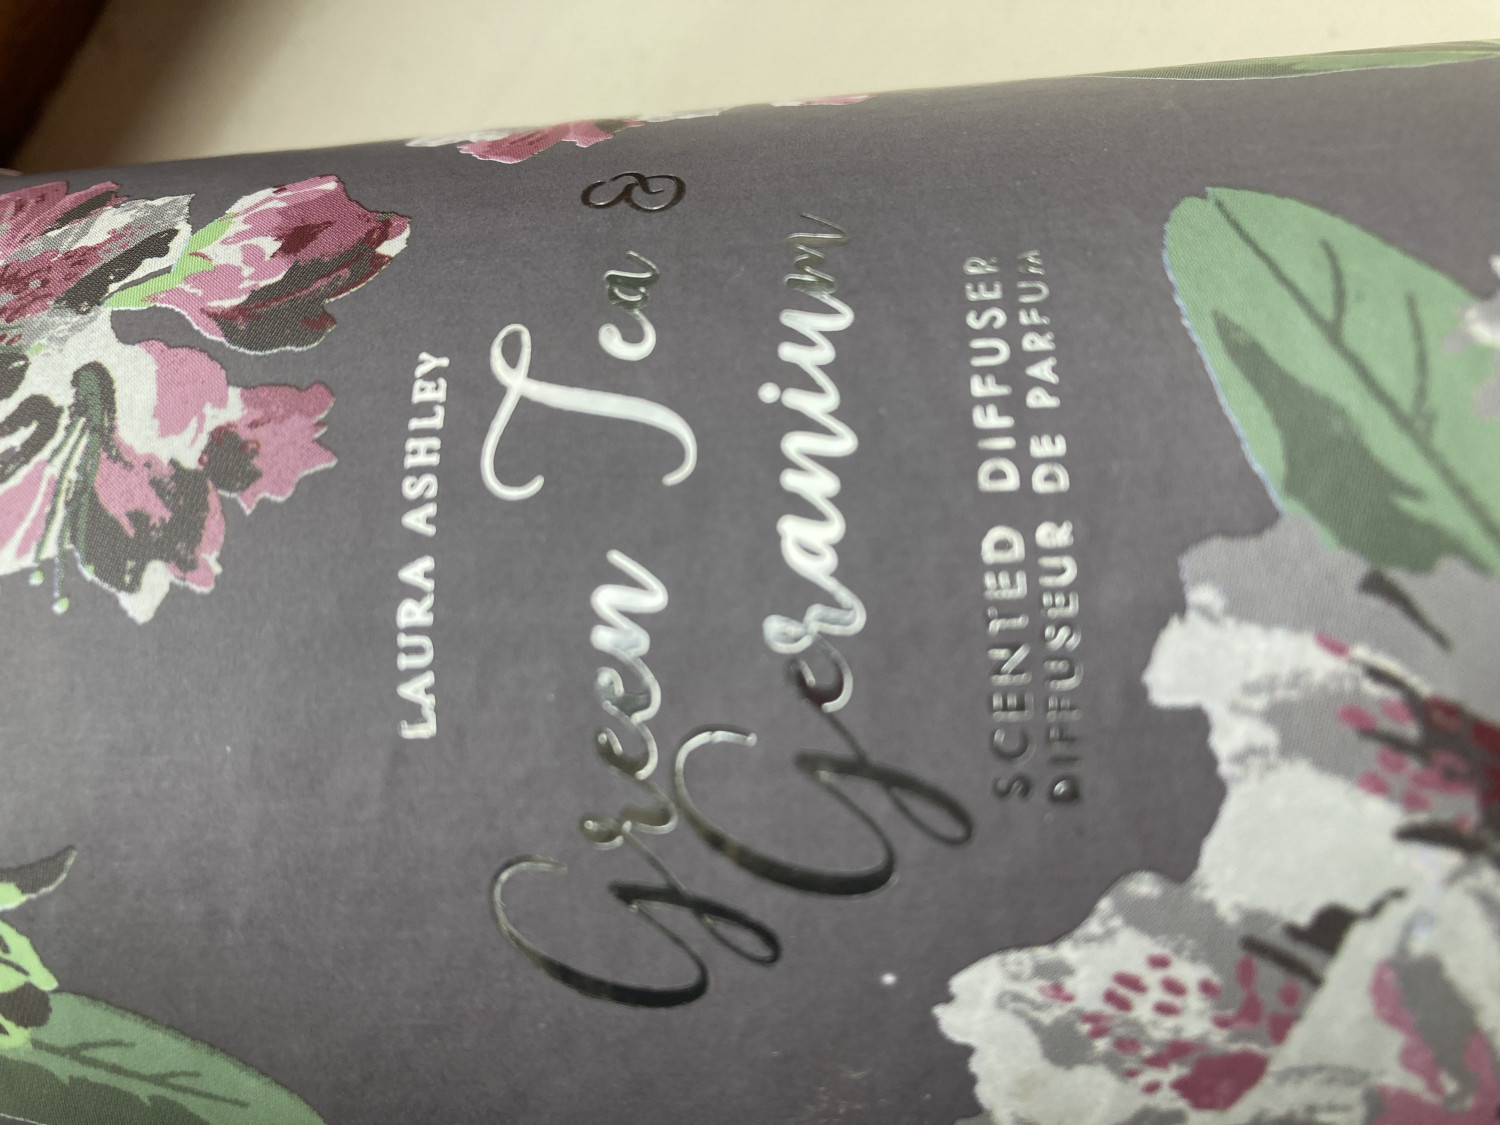 LAURA ASHLEY
Green Tea &
Geranium
SCENTED DIFFUSER
DIFFUSEUR DE PARFUM